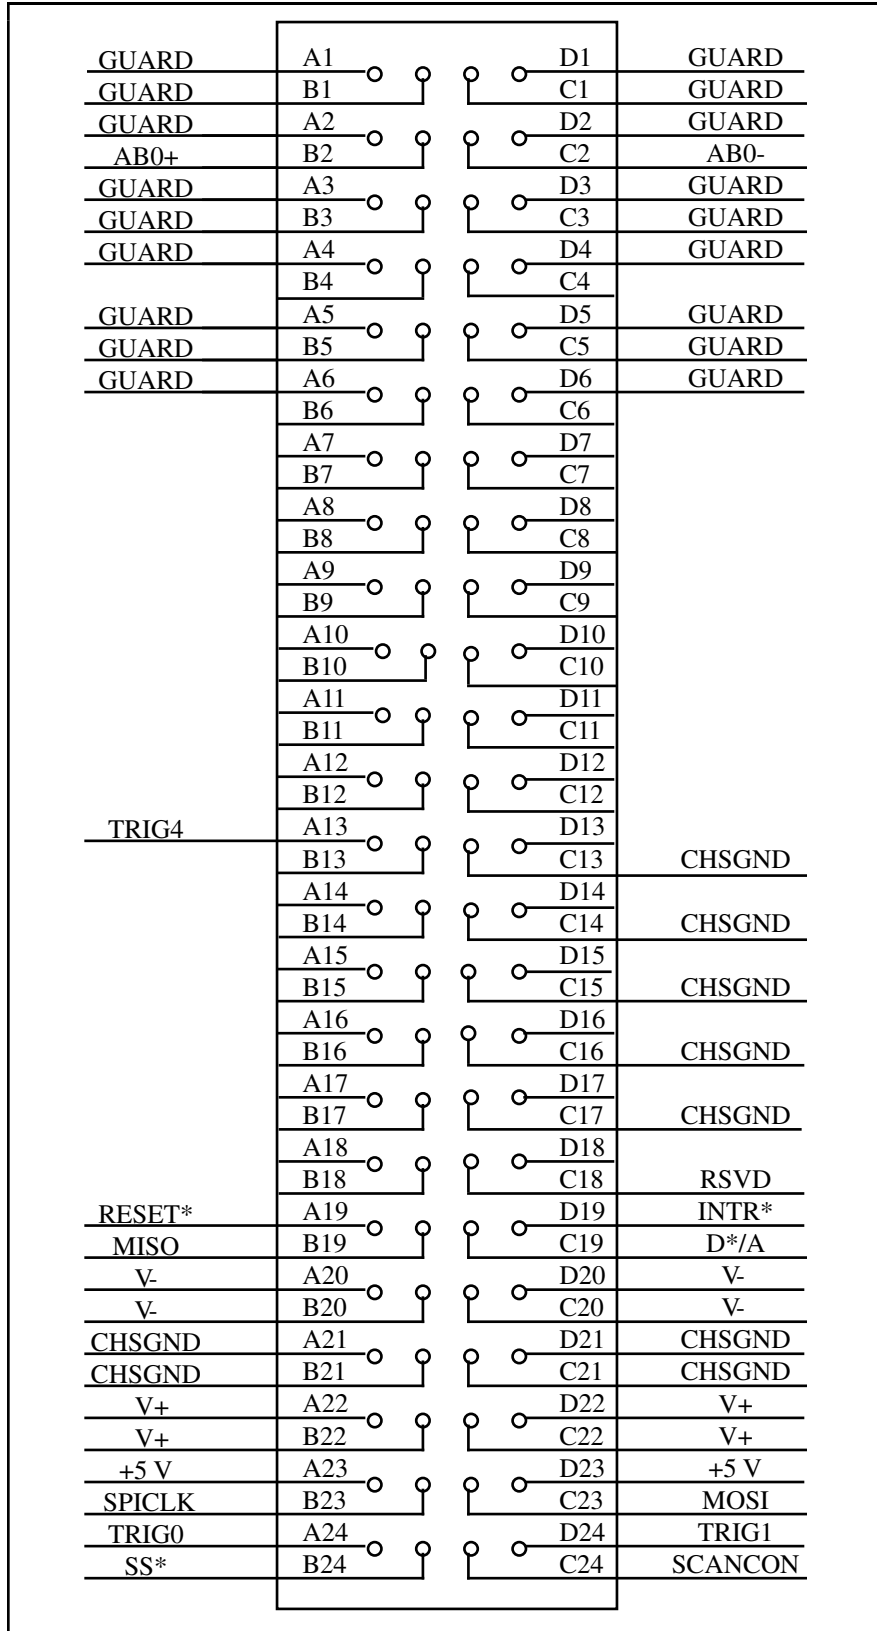 GUARD A1 D1 GUARD
GUARD B1 C1 GUARD
GUARD A2 D2 GUARD
AB0+ B2 C2 AB0-
GUARD A3 D3 GUARD
GUARD B3 C3 GUARD
GUARD A4 D4 GUARD
B4 C4
GUARD A5 D5 GUARD
GUARD B5 C5 GUARD
GUARD A6 D6 GUARD
B6 C6
A7 D7
B7 C7
A8 D8
B8 C8
A9 D9
B9 C9
A10 D10
B10 C10
A11 D11
B11 C11
A12 D12
B12 C12
TRIG4 A13 D13
B13 C13 CHSGND
A14 D14
B14 C14 CHSGND
A15 D15
B15 C15 CHSGND
A16 D16
B16 C16 CHSGND
A17 D17
B17 C17 CHSGND
A18 D18
B18 C18 RSVD
RESET* A19 D19 INTR*
MISO B19 C19 D*/A
V- A20 D20 V-
V- B20 C20 V-
CHSGND A21 D21 CHSGND
CHSGND B21 C21 CHSGND
V+ A22 D22 V+
V+ B22 C22 V+
+5 V A23 D23 +5 V
SPICLK B23 C23 MOSI
TRIG0 A24 D24 TRIG1
SS* B24 C24 SCANCON